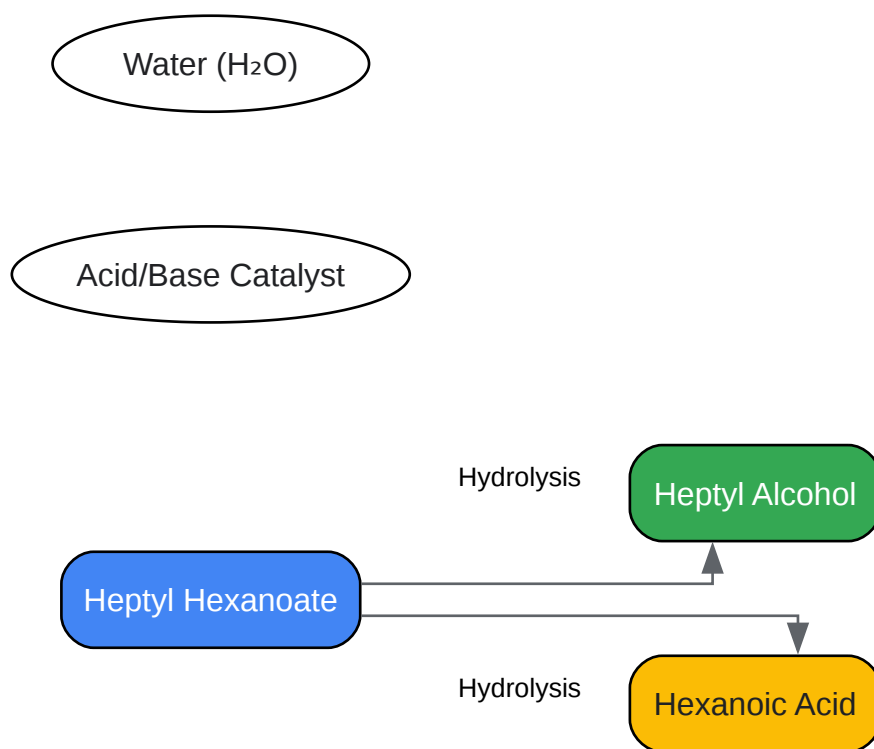 Water (H₂O)
Acid/Base Catalyst
Hydrolysis
Heptyl Alcohol
Heptyl Hexanoate
Hydrolysis
Hexanoic Acid